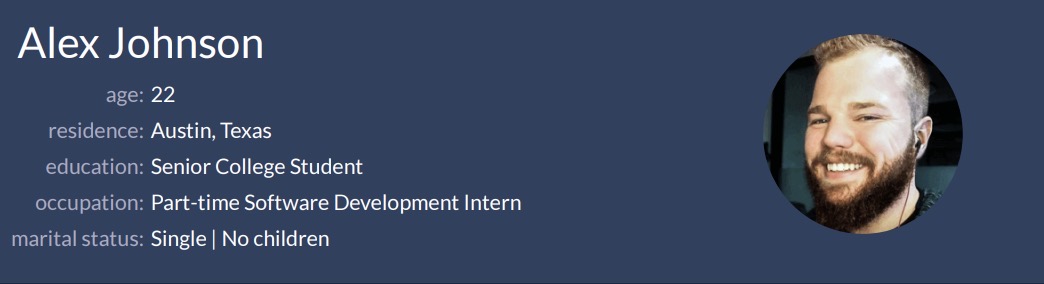 Alex Johnson
age: 22
residence: Austin, Texas
education: Senior College Student
occupation: Part-time Software Development Intern
marital status: Single | No children